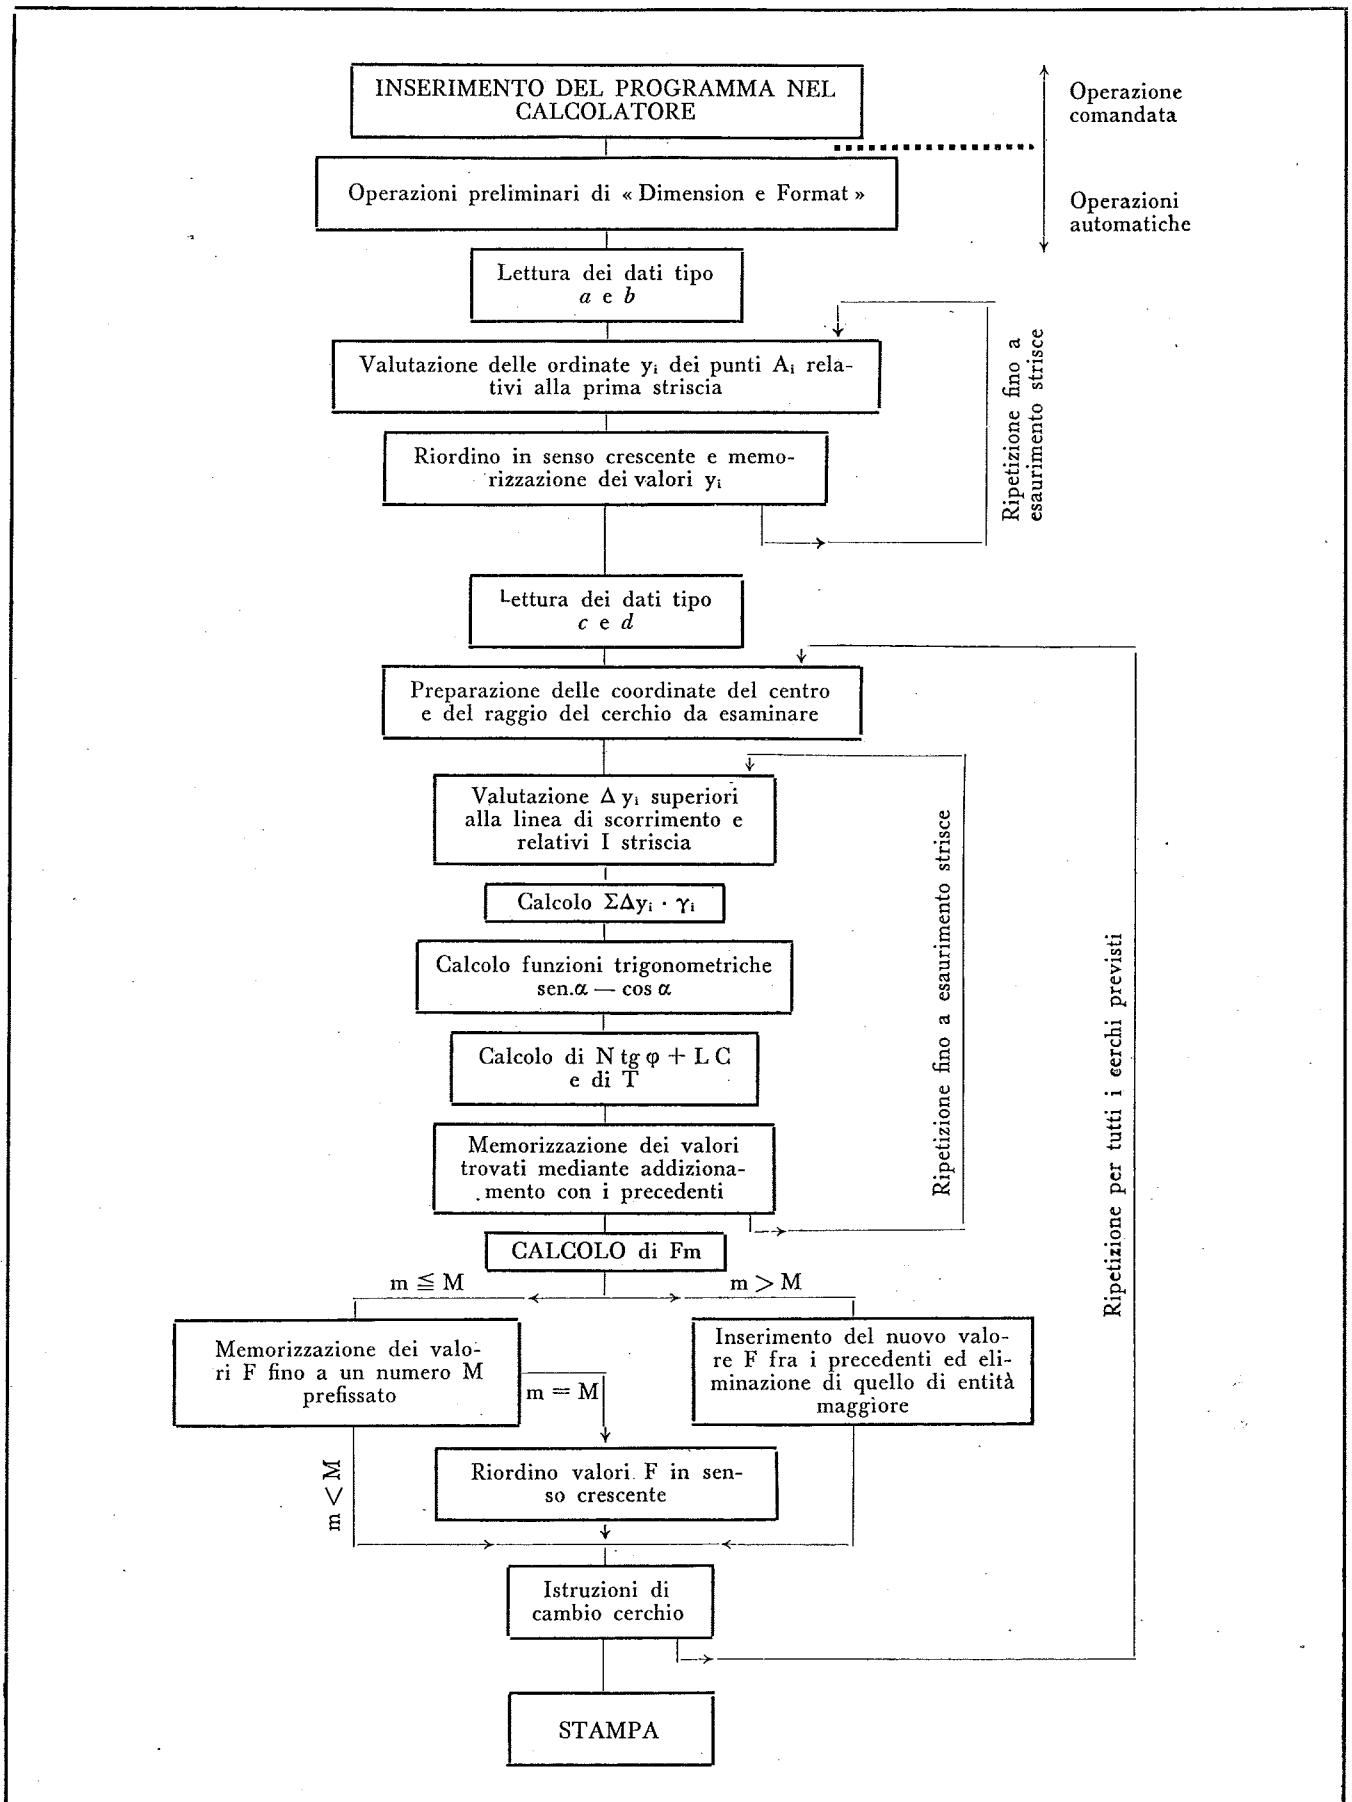 INSERIMENTO DEL PROGRAMMA NEL
CALCOLATORE
Operazione
comandata
Operazioni preliminari di « Dimension e Format »
Operazioni
automatiche
Lettura dei dati tipo
a e b
Valutazione delle ordinate yi dei punti Ai rela-
tivi alla prima striscia
Riordino in senso crescente e memo-
rizzazione dei valori yi
Ripetizione fino a
esaurimento strisce
Lettura dei dati tipo
c e d
Preparazione delle coordinate del centro
e del raggio del cerchio da esaminare
Valutazione Δ yi superiori
alla linea di scorrimento e
relativi I striscia
Calcolo ΣΔyi · γi
Calcolo funzioni trigonometriche
sen.α — cos α
Calcolo di N tg φ + L C
e di T
Memorizzazione dei valori
trovati mediante addiziona-
mento con i precedenti
Ripetizione fino a esaurimento strisce
Ripetizione per tutti i cerchi previsti
CALCOLO di Fm
m ≦ M
m > M
Memorizzazione dei valo-
ri F fino a un numero M
prefissato
m = M
Inserimento del nuovo valo-
re F fra i precedenti ed eli-
minazione di quello di entità
maggiore
m < M
Riordino valori F in sen-
so crescente
Istruzioni di
cambio cerchio
STAMPA